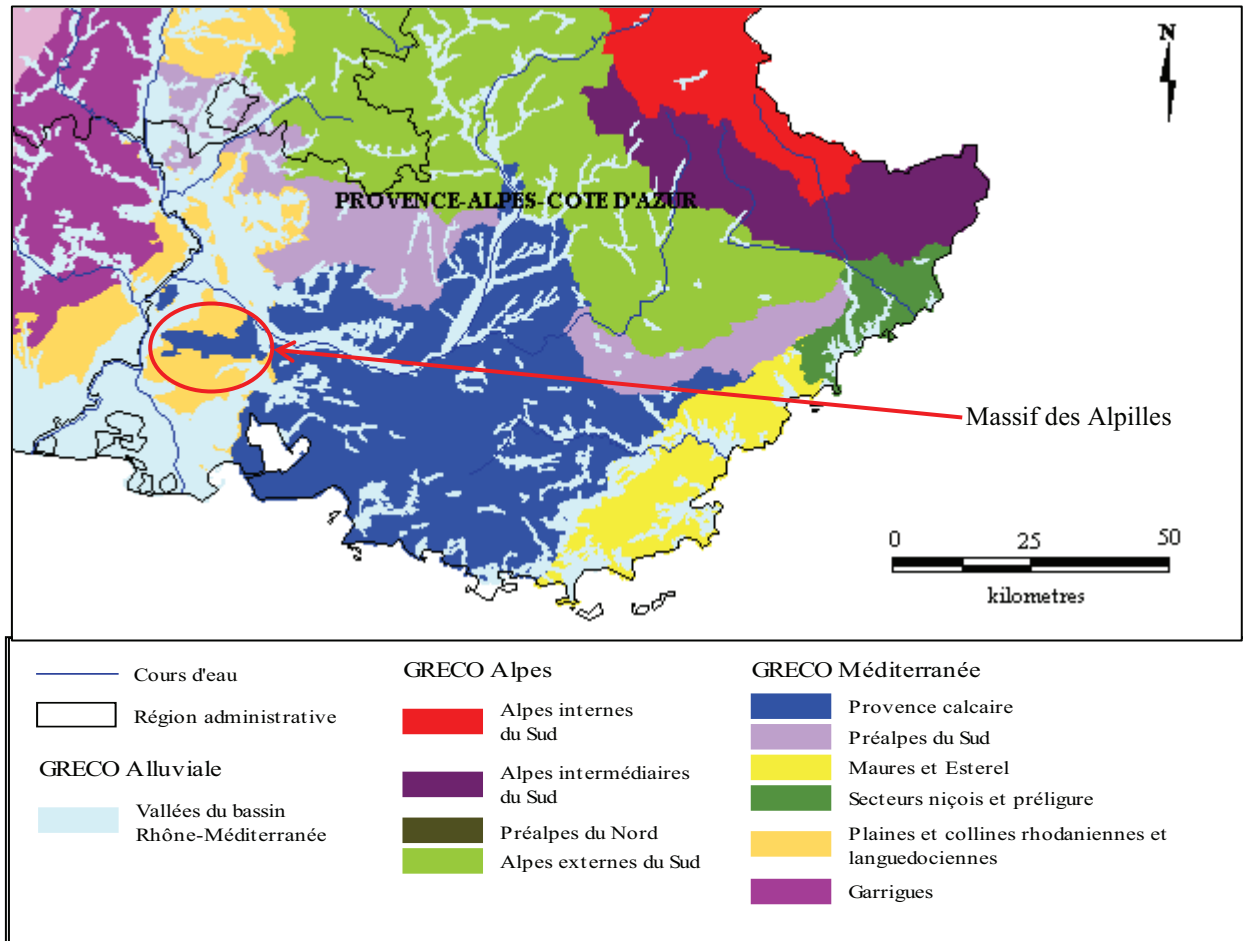 N
PROVENCE-ALPES-COTE D'AZUR
Massif des Alpilles
0 25 50
kilometres
Cours d'eau
Région administrative
GRECO Alluviale
Vallées du bassin
Rhône-Méditerranée
GRECO Alpes
Alpes internes
du Sud
Alpes intermédiaires
du Sud
Préalpes du Nord
Alpes externes du Sud
GRECO Méditerranée
Provence calcaire
Préalpes du Sud
Maures et Esterel
Secteurs niçois et préligure
Plaines et collines rhodaniennes et
languedociennes
Garrigues